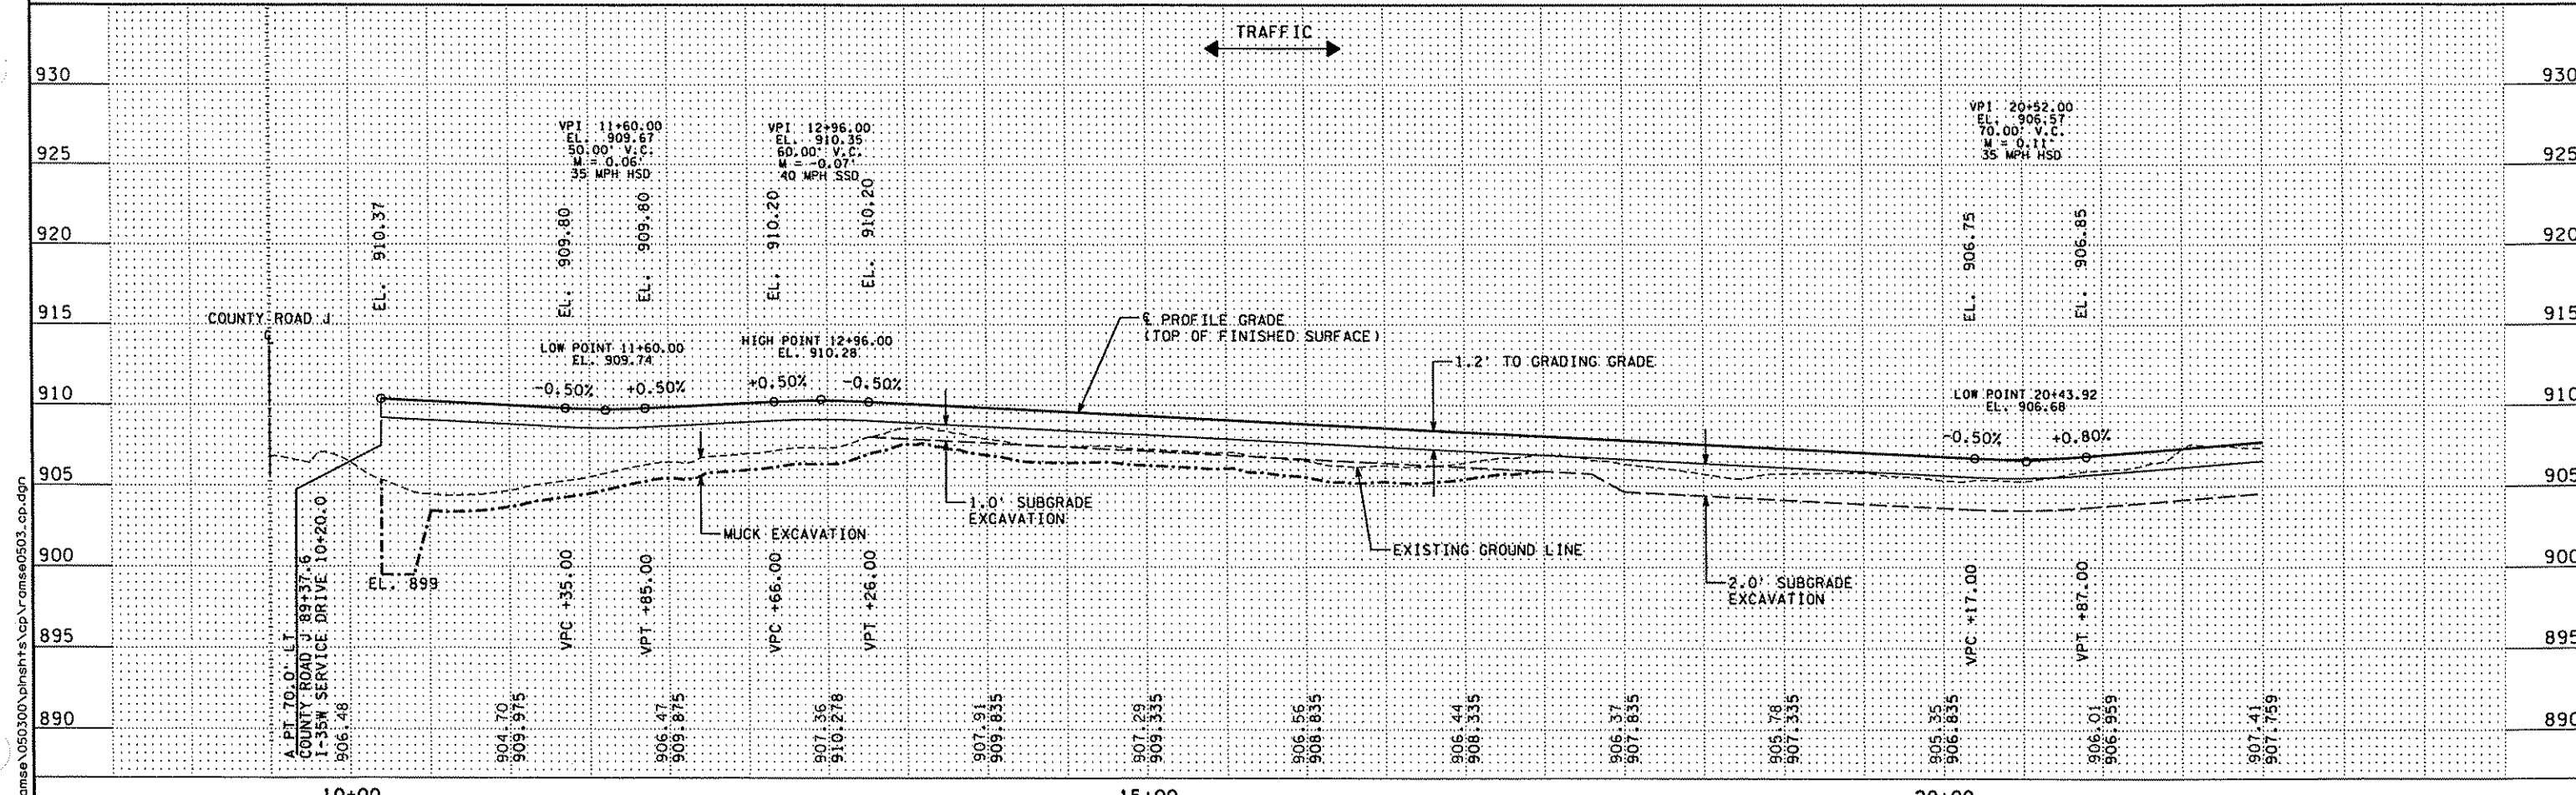 TRAFFIC
930
930
925
925
920
920
915
915
910
910
905
905
900
900
895
895
890
890
VPI 11+60.00
EL. 909.67
50.00' V.C.
M = 0.06'
35 MPH HSD
VPI 12+96.00
EL. 910.35
60.00' V.C.
M = -0.07'
40 MPH SSD
VPI 20+52.00
EL. 906.57
70.00' V.C.
M = 0.11'
35 MPH HSD
EL. 910.37
EL. 909.80
EL. 909.80
EL. 910.20
EL. 910.20
EL. 906.75
EL. 906.85
COUNTY ROAD J
℄
LOW POINT 11+60.00
EL. 909.74
HIGH POINT 12+96.00
EL. 910.28
℄ PROFILE GRADE
(TOP OF FINISHED SURFACE)
1.2' TO GRADING GRADE
LOW POINT 20+43.92
EL. 906.68
-0.50%
+0.50%
+0.50%
-0.50%
-0.50%
+0.80%
1.0' SUBGRADE
EXCAVATION
MUCK EXCAVATION
EXISTING GROUND LINE
2.0' SUBGRADE
EXCAVATION
EL. 899
VPC +35.00
VPT +85.00
VPC +66.00
VPT +26.00
VPC +17.00
VPT +87.00
A PT 70.0' LT
COUNTY ROAD J 89+37.6
I-35W SERVICE DRIVE 10+20.0
906.48
904.70
909.975
906.47
909.875
907.36
910.278
907.91
909.835
907.29
909.335
906.56
908.835
906.44
908.335
906.37
907.835
905.78
907.335
905.35
906.835
906.01
906.959
907.41
907.759
10+00
15+00
20+00
amse\050300\plnshts\cp\ramse0503_cp.dgn